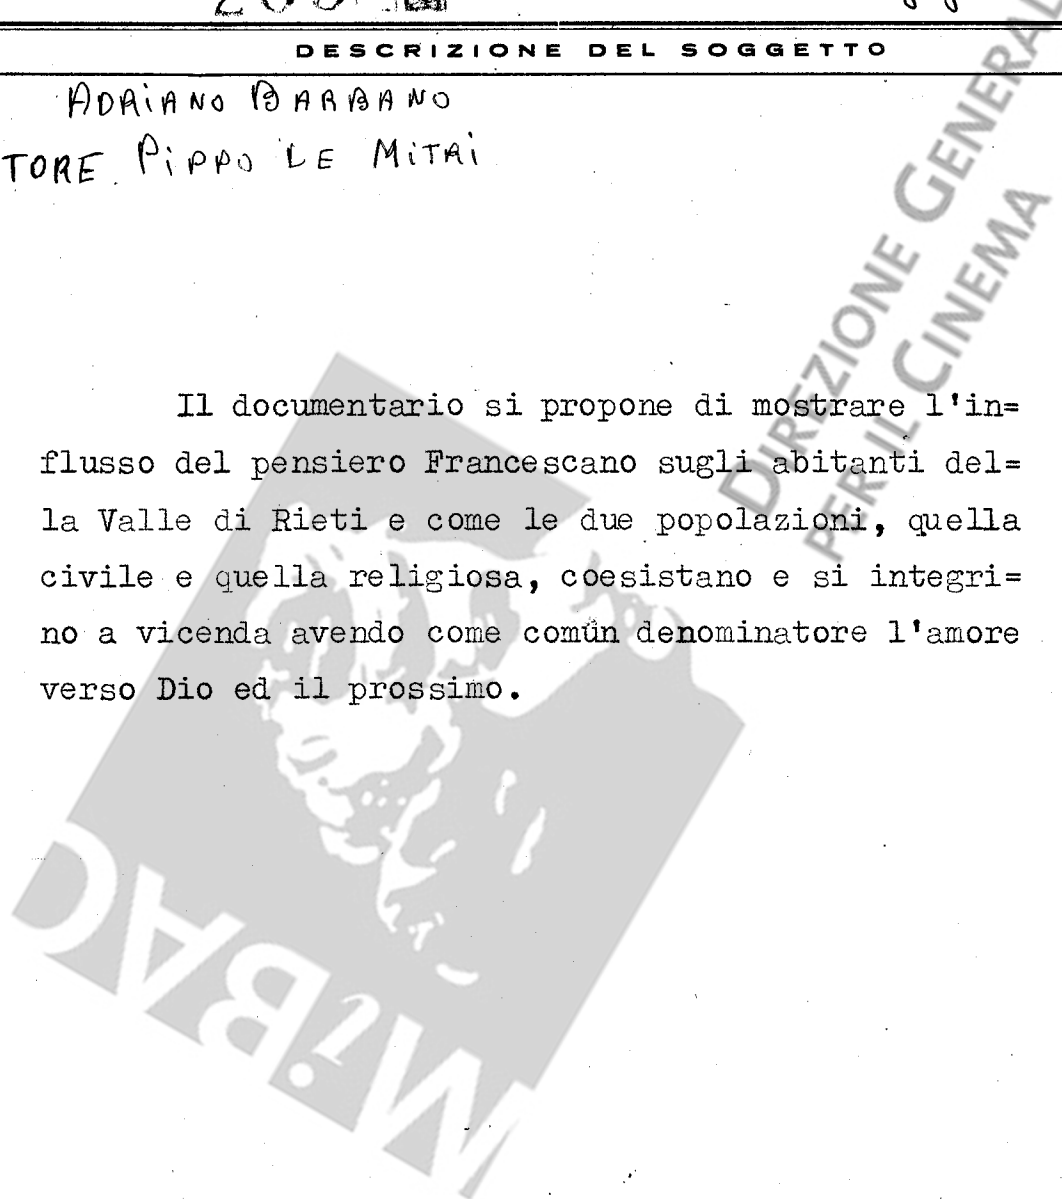 DESCRIZIONE DEL SOGGETTO
ADRIANO BARBANO
TORE PIPPO LE MITRI
Il documentario si propone di mostrare l'in=
flusso del pensiero Francescano sugli abitanti del=
la Valle di Rieti e come le due popolazioni, quella
civile e quella religiosa, coesistano e si integri=
no a vicenda avendo come comun denominatore l'amore
verso Dio ed il prossimo.
DIREZIONE GENERAL
PER IL CINEMA
MiBAC